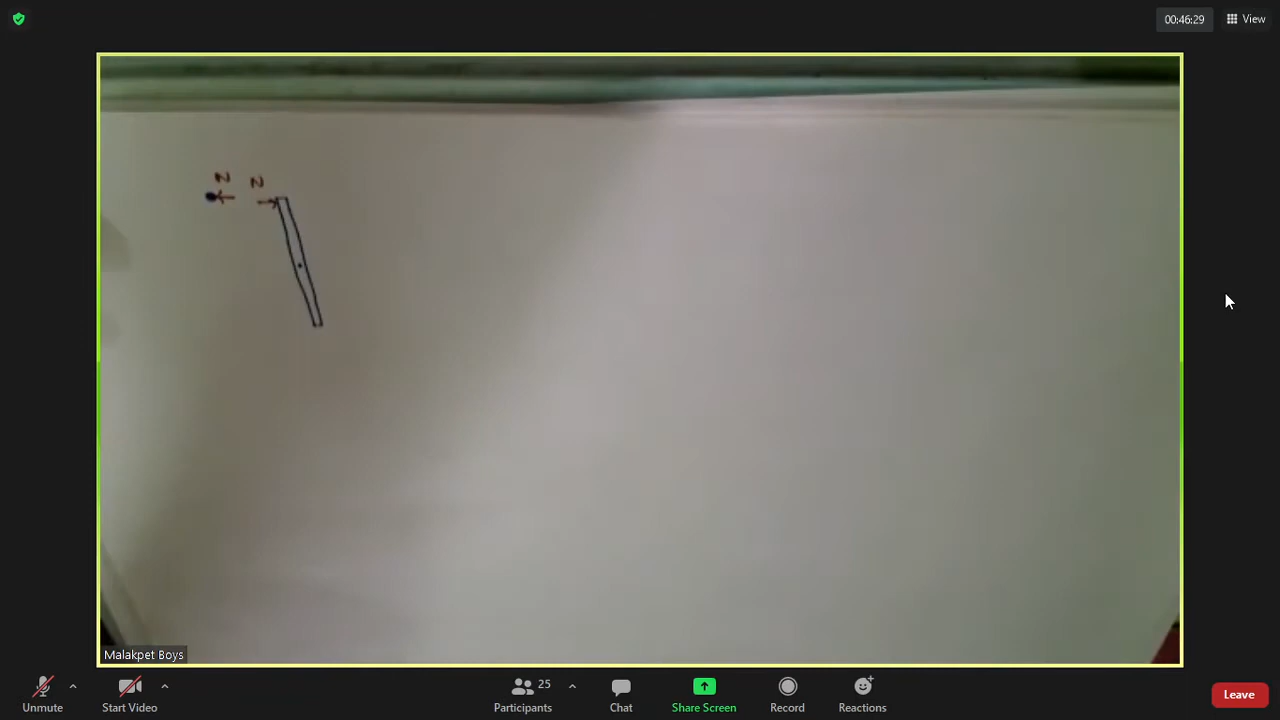 00:46:29
View
N
N
Malakpet Boys
Unmute
Start Video
Participants
25
Chat
Share Screen
Record
Reactions
Leave